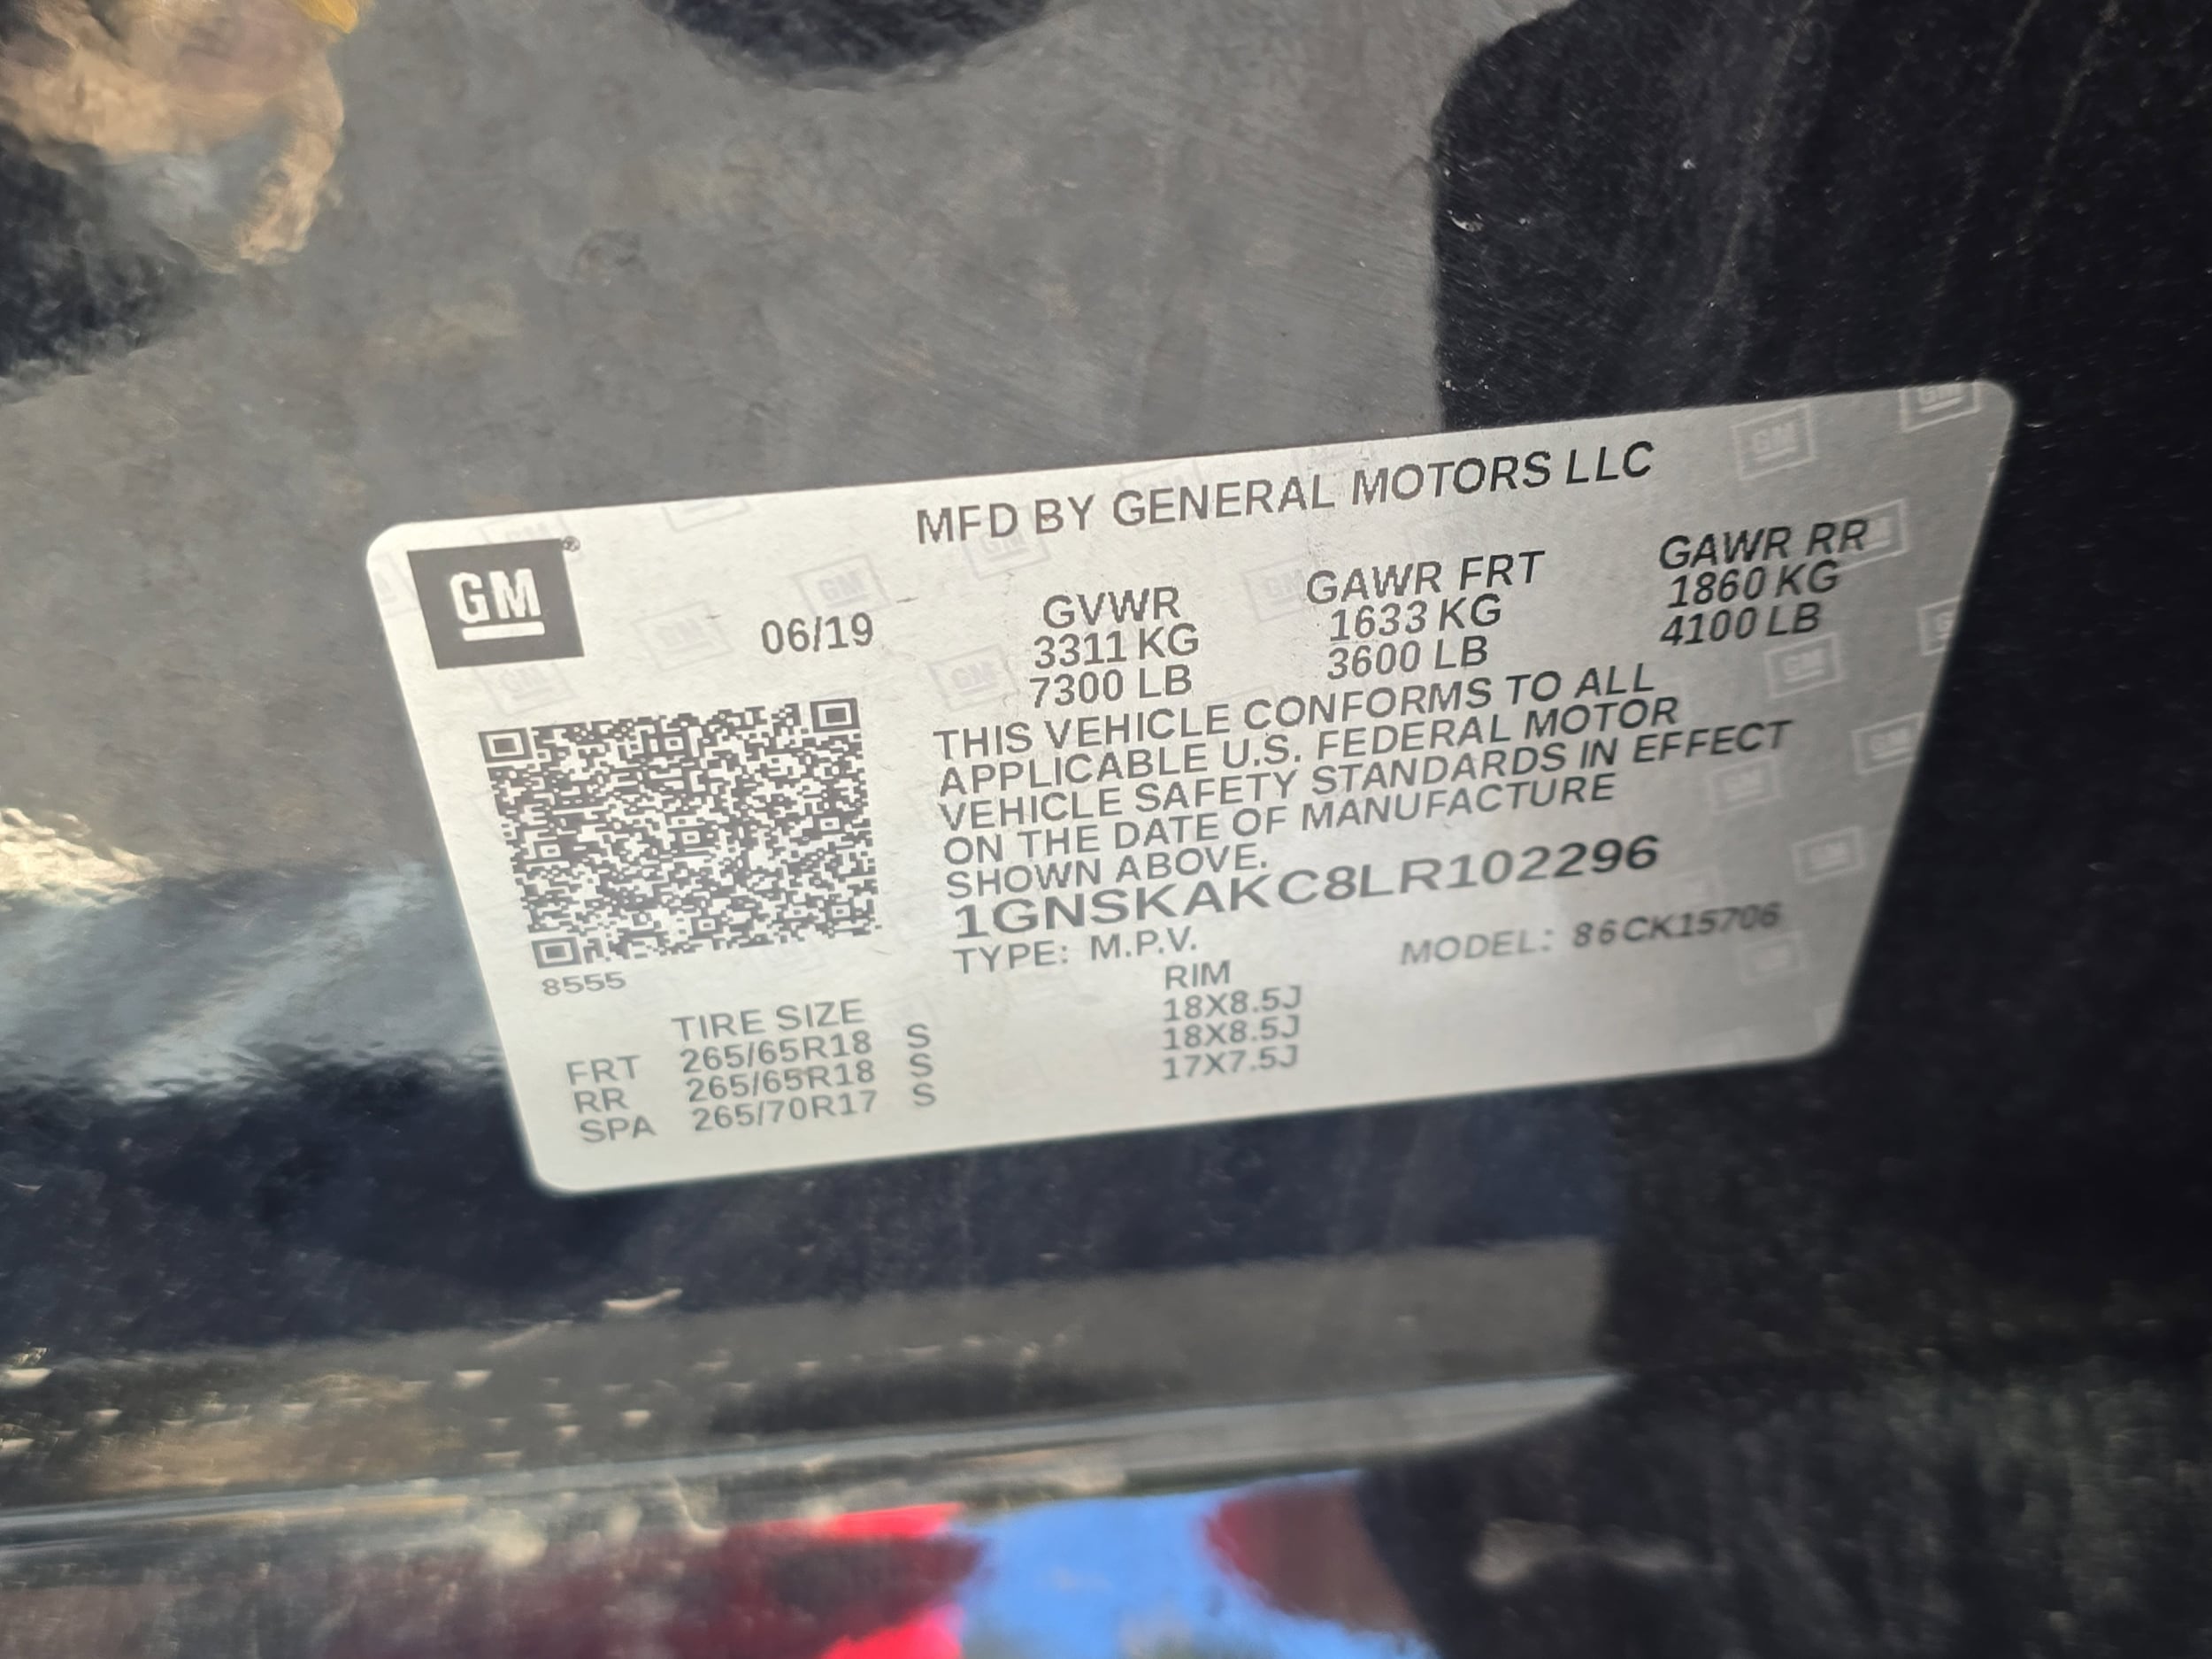 MFD BY GENERAL MOTORS LLC
GM
06/19
GVWR
3311 KG
7300 LB
GAWR FRT
1633 KG
3600 LB
GAWR RR
1860 KG
4100 LB
THIS VEHICLE CONFORMS TO ALL
APPLICABLE U.S. FEDERAL MOTOR
VEHICLE SAFETY STANDARDS IN EFFECT
ON THE DATE OF MANUFACTURE
SHOWN ABOVE.
1GNSKAKC8LR102296
TYPE: M.P.V. MODEL: 86CK15706
8555
TIRE SIZE RIM
FRT 265/65R18 S 18X8.5J
RR 265/65R18 S 18X8.5J
SPA 265/70R17 S 17X7.5J